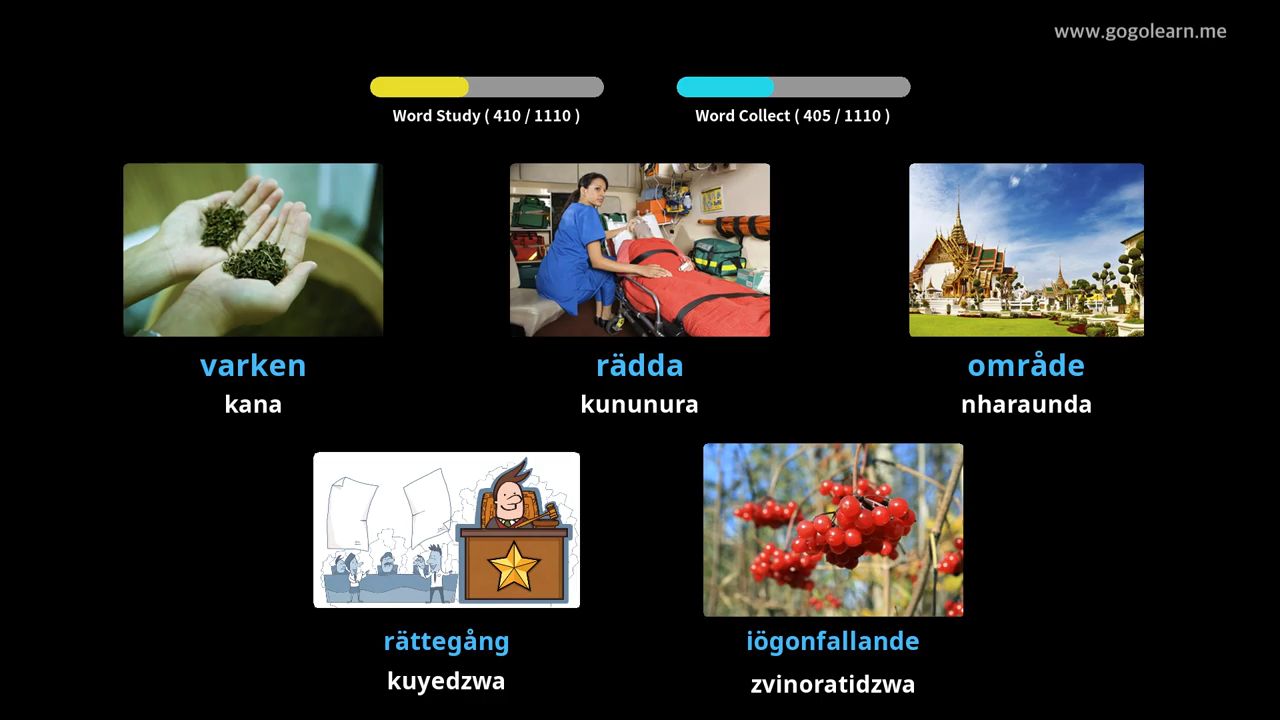 www.gogolearn.me
Word Study ( 410 / 1110 )
Word Collect ( 405 / 1110 )
varken
kana
rädda
kununura
område
nharaunda
rättegång
kuyedzwa
iögonfallande
zvinoratidzwa